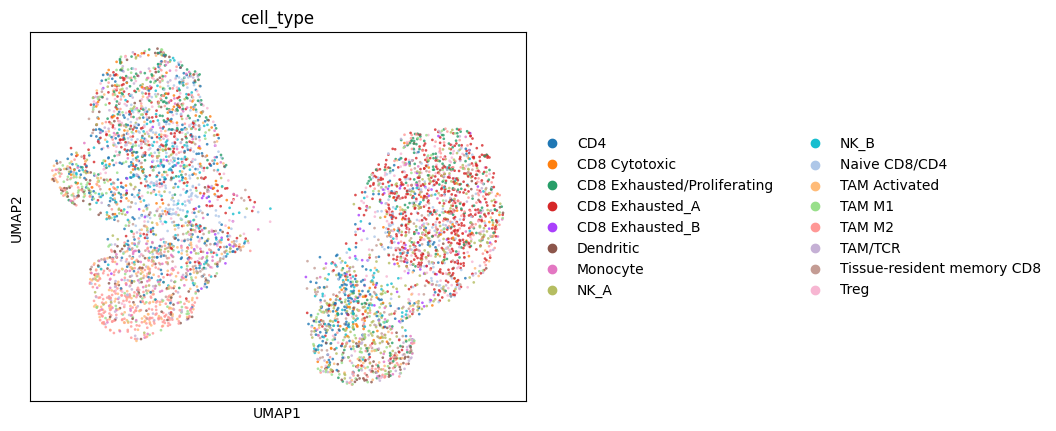 cell_type
UMAP2
UMAP1
CD4
CD8 Cytotoxic
CD8 Exhausted/Proliferating
CD8 Exhausted_A
CD8 Exhausted_B
Dendritic
Monocyte
NK_A
NK_B
Naive CD8/CD4
TAM Activated
TAM M1
TAM M2
TAM/TCR
Tissue-resident memory CD8
Treg